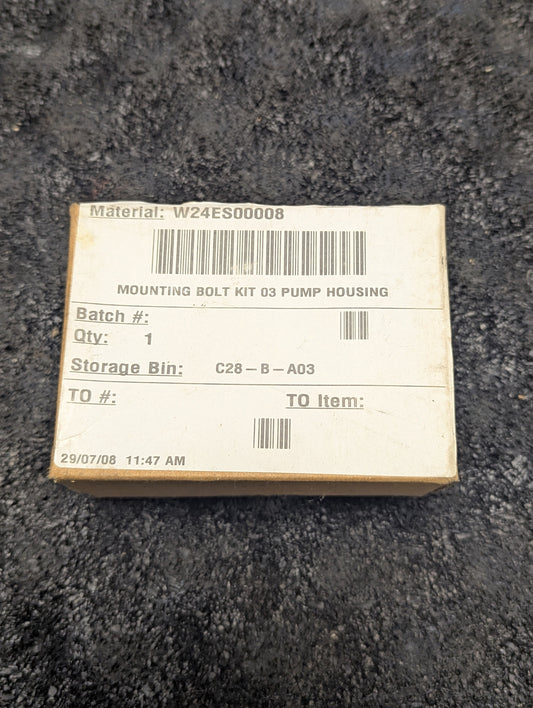 Material: W24ES00008
MOUNTING BOLT KIT 03 PUMP HOUSING
Batch #:
Qty: 1
Storage Bin: C28-B-A03
TO #: TO Item:
29/07/08 11:47 AM